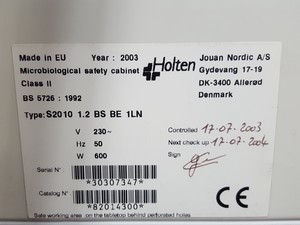 Made in EU Year : 2003
Microbiological safety cabinet
Class II
BS 5726 : 1992
Holten
Jouan Nordic A/S
Gydevang 17-19
DK-3400 Allerød
Denmark
Type: S2010 1.2 BS BE 1LN
V 230~
Hz 50
W 600
Controlled 17.07.2003
Next check up 17.07.2004
Sign
Serial N° :
*30307347*
Catalog N° :
*82014300*
CE
Safe working area on the tabletop behind perforated holes